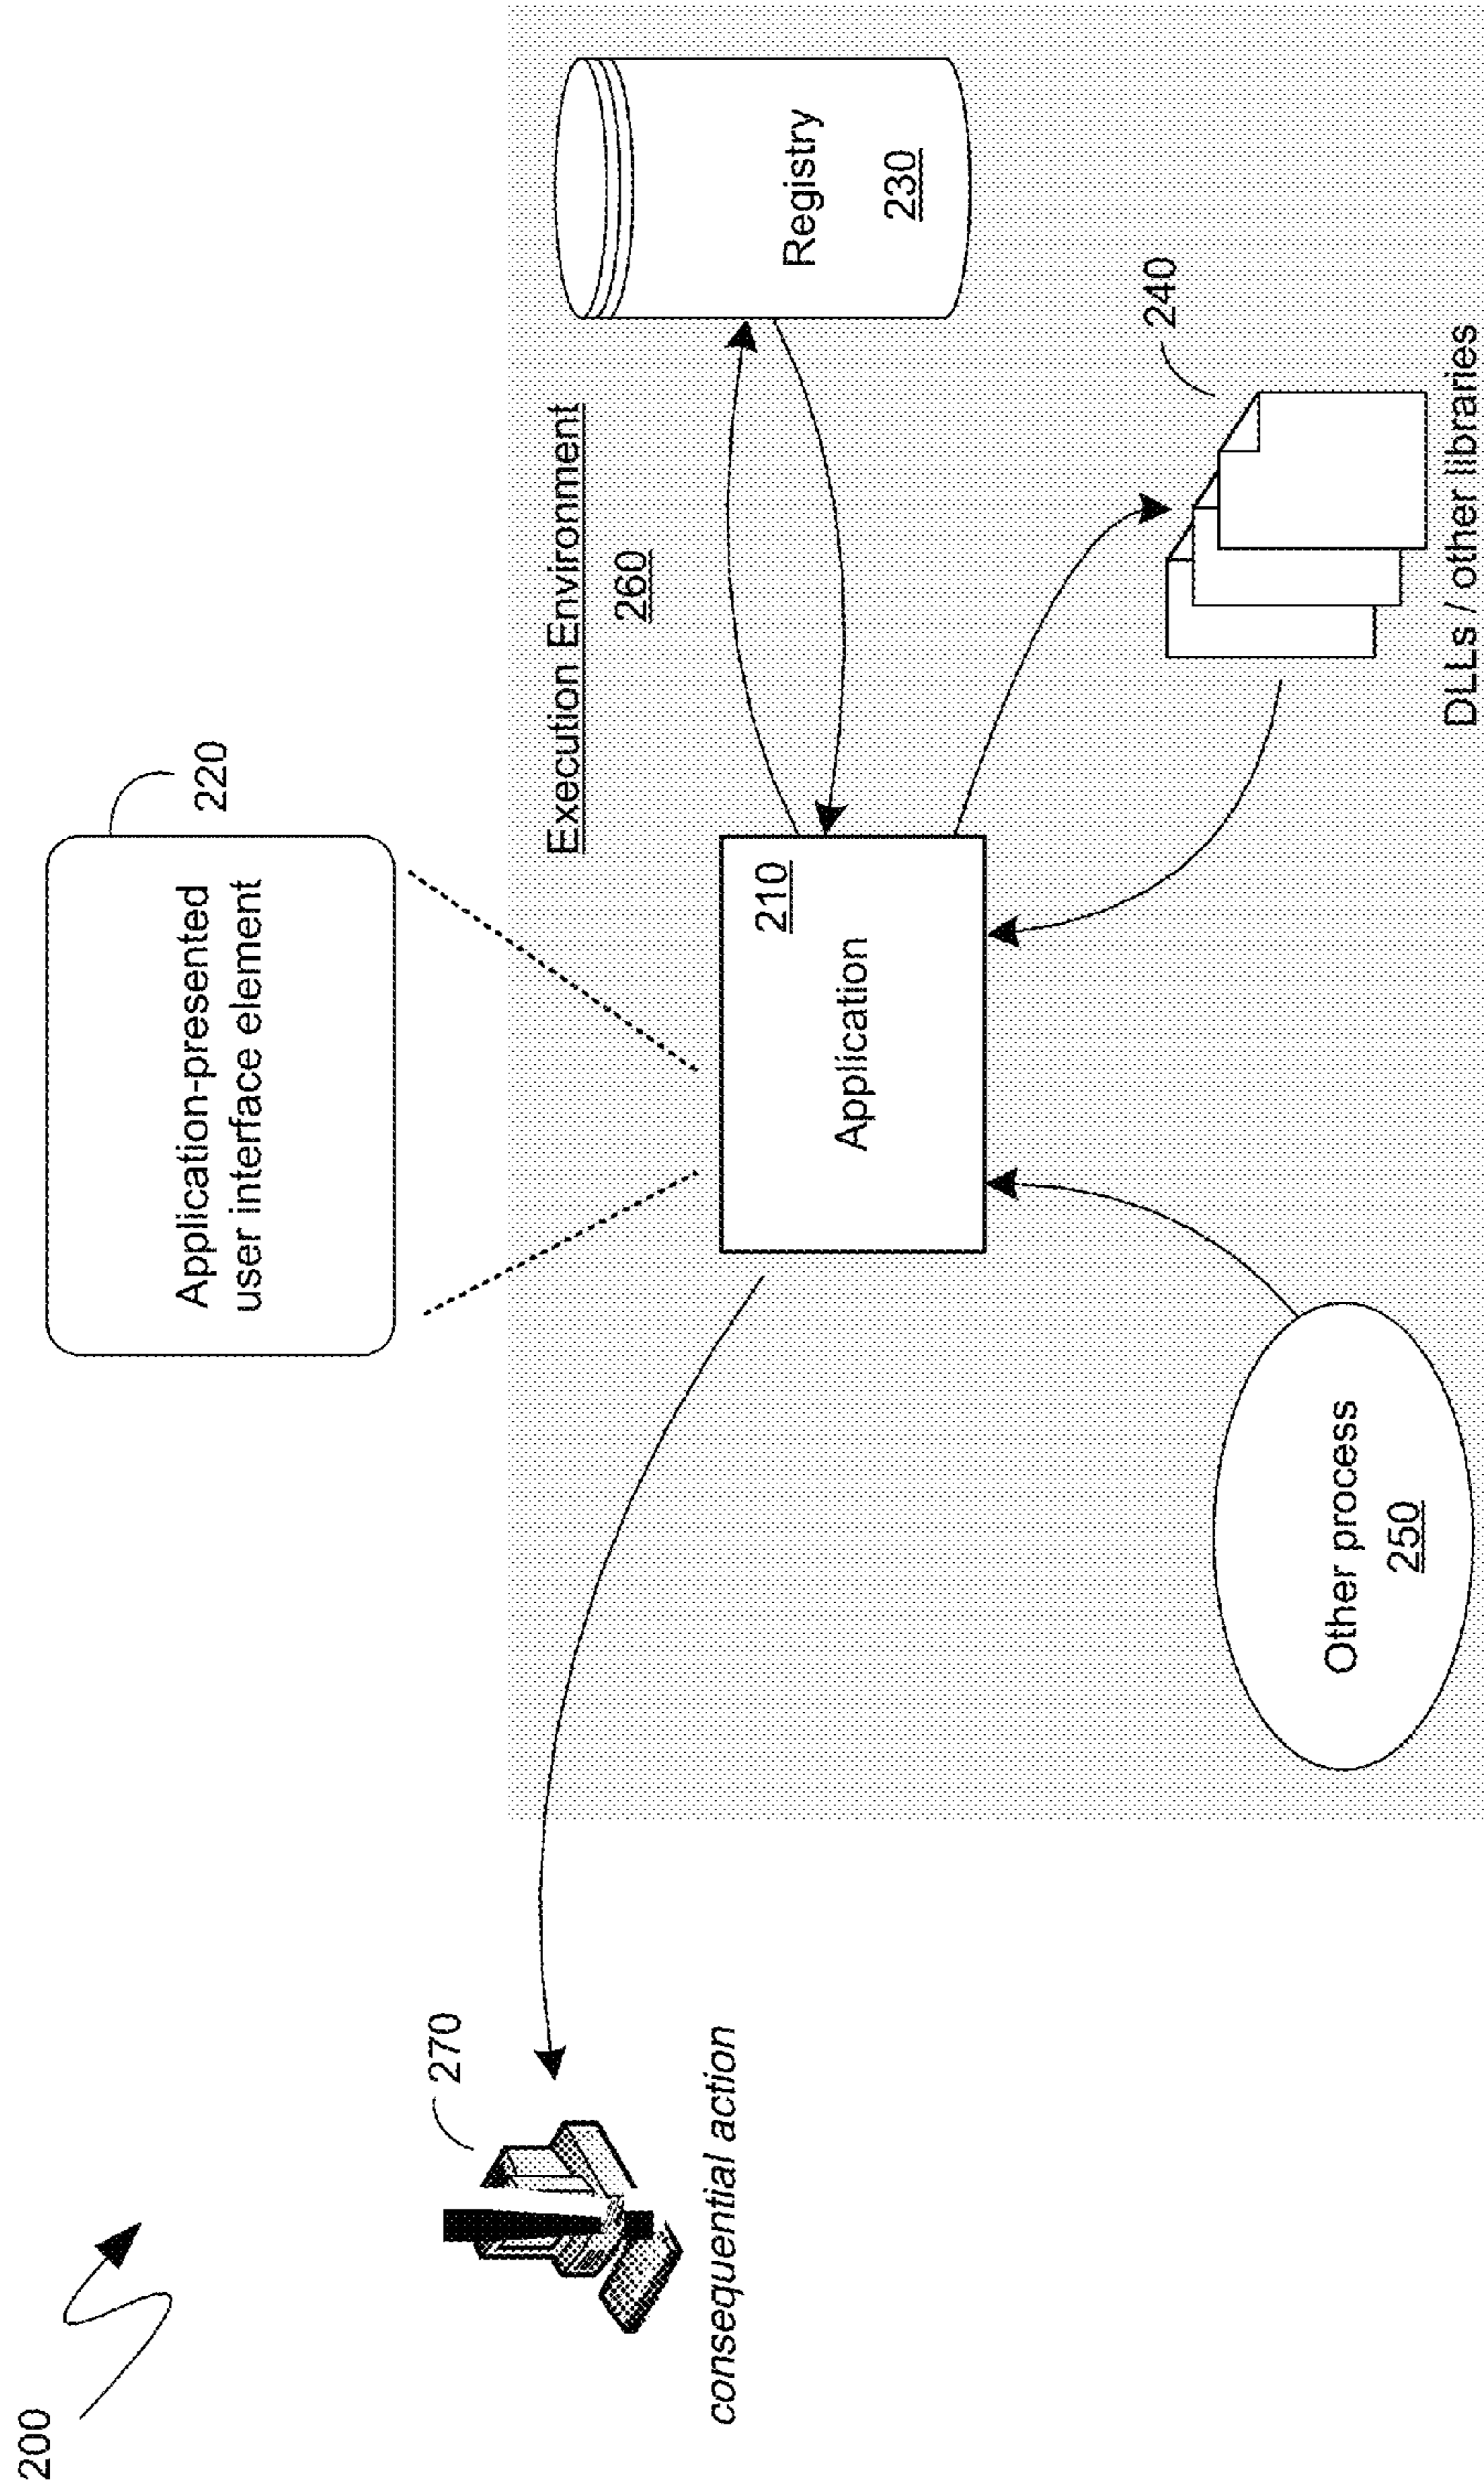 200
Application-presented
user interface element
220
270
consequential action
Execution Environment
260
210
Application
Registry
230
Other process
250
240
DLLs / other libraries